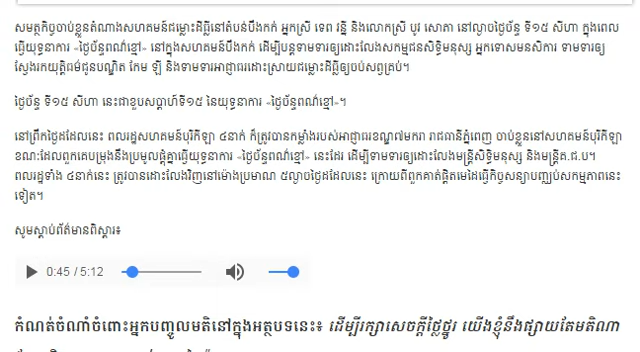 សមត្ថកិច្ចចាប់ខ្លួនតំណាងសហគមន៍ជម្លោះដីធ្លីនៅតំបន់បឹងកក់ អ្នកស្រី ទេព វន្នី និងលោកស្រី បូវ សោភា នៅល្ងាចថ្ងៃច័ន្ទ ទី១៥ សីហា ក្នុងពេល
ធ្វើយុទ្ធនាការ «ថ្ងៃច័ន្ទពណ៌ខ្មៅ» នៅក្នុងសហគមន៍បឹងកក់ ដើម្បីបន្តទាមទារឲ្យដោះលែងសកម្មជនសិទ្ធិមនុស្ស អ្នកទោសមនសិការ ទាមទារឲ្យ
ស្វែងរកយុត្តិធម៌ជូនបណ្ឌិត កែម ឡី និងទាមទារអាជ្ញាធរដោះស្រាយជម្លោះដីធ្លីឲ្យចប់សព្វគ្រប់។
ថ្ងៃច័ន្ទ ទី១៥ សីហា នេះជាខួបសប្ដាហ៍ទី១៥ នៃយុទ្ធនាការ «ថ្ងៃច័ន្ទពណ៌ខ្មៅ»។
នៅព្រឹកថ្ងៃដដែលនេះ ពលរដ្ឋសហគមន៍បុរីកីឡា ៤នាក់ ក៏ត្រូវបានកម្លាំងរបស់អាជ្ញាធរខណ្ឌ៧មករា រាជធានីភ្នំពេញ ចាប់ខ្លួននៅសហគមន៍បុរីកីឡា
ខណៈដែលពួកគេបម្រុងនឹងប្រមូលផ្ដុំគ្នាធ្វើយុទ្ធនាការ «ថ្ងៃច័ន្ទពណ៌ខ្មៅ» នេះដែរ ដើម្បីទាមទារឲ្យដោះលែងមន្ត្រីសិទ្ធិមនុស្ស និងមន្ត្រីគ.ជ.ប។
ពលរដ្ឋទាំង ៤នាក់នេះ ត្រូវបានដោះលែងវិញនៅម៉ោងប្រមាណ ៥ល្ងាចថ្ងៃដដែលនេះ ក្រោយពីពួកគាត់ផ្ដិតមេដៃធ្វើកិច្ចសន្យាបញ្ឈប់សកម្មភាពនេះ
ទៀត។
សូមស្ដាប់ព័ត៌មានពិស្ដារ៖
0:45 / 5:12
កំណត់ចំណាំចំពោះអ្នកបញ្ចូលមតិនៅក្នុងអត្ថបទនេះ៖ ដើម្បីរក្សាសេចក្ដីថ្លៃថ្នូរ យើងខ្ញុំនឹងផ្សាយតែមតិណា